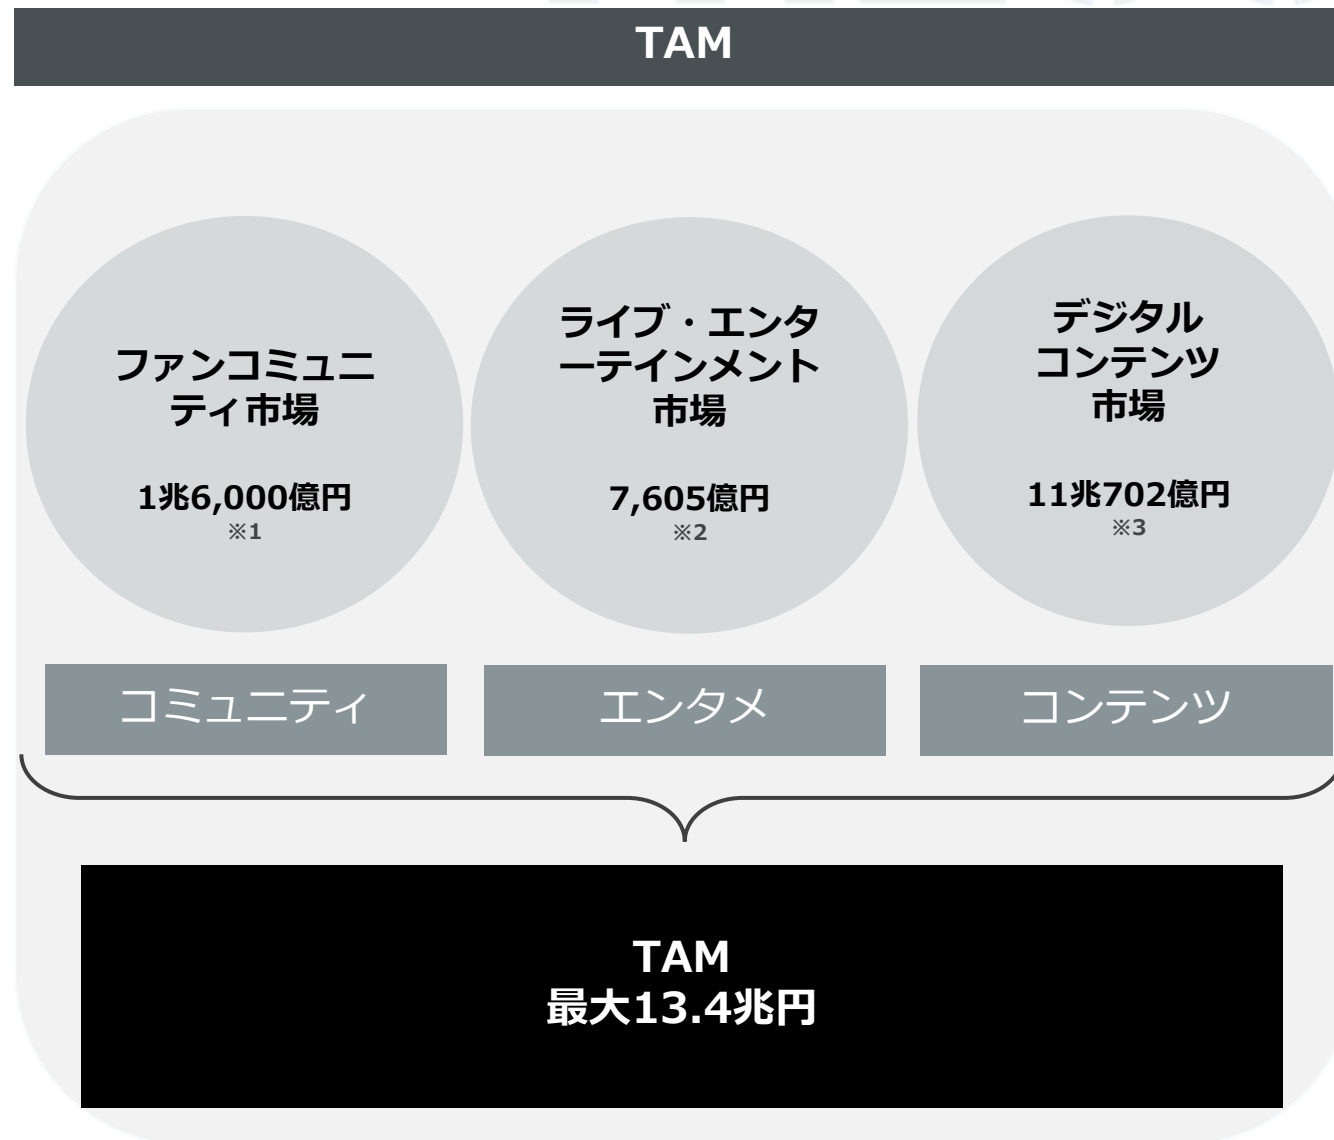 TAM
ファンコミュニ
ティ市場
1兆6,000億円
※1
ライブ・エンタ
ーテインメント
市場
7,605億円
※2
デジタル
コンテンツ
市場
11兆702億円
※3
コミュニティ
エンタメ
コンテンツ
TAM
最大13.4兆円